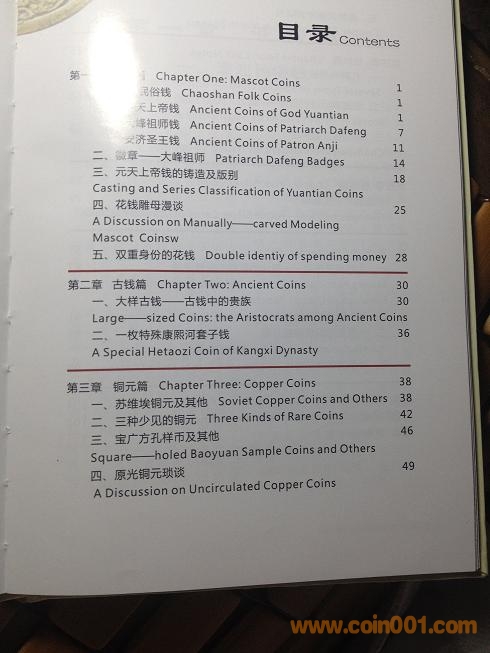 目录 Contents
第一 Chapter One: Mascot Coins 1
民俗钱 Chaoshan Folk Coins 1
天上帝钱 Ancient Coins of God Yuantian 1
峰祖师钱 Ancient Coins of Patriarch Dafeng 7
安济圣王钱 Ancient Coins of Patron Anji 11
二、徽章——大峰祖师 Patriarch Dafeng Badges 14
三、元天上帝钱的铸造及版别 18
Casting and Series Classification of Yuantian Coins
四、花钱雕母漫谈 25
A Discussion on Manually——carved Modeling
Mascot Coinsw
五、双重身份的花钱 Double identiy of spending money 28
第二章 古钱篇 Chapter Two: Ancient Coins 30
一、大样古钱——古钱中的贵族 30
Large——sized Coins: the Aristocrats among Ancient Coins
二、一枚特殊康熙河套子钱 36
A Special Hetaozi Coin of Kangxi Dynasty
第三章 铜元篇 Chapter Three: Copper Coins 38
一、苏维埃铜元及其他 Soviet Copper Coins and Others 38
二、三种少见的铜元 Three Kinds of Rare Coins 42
三、宝广方孔样币及其他 46
Square——holed Baoyuan Sample Coins and Others
四、原光铜元琐谈 49
A Discussion on Uncirculated Copper Coins
www.coin001.com